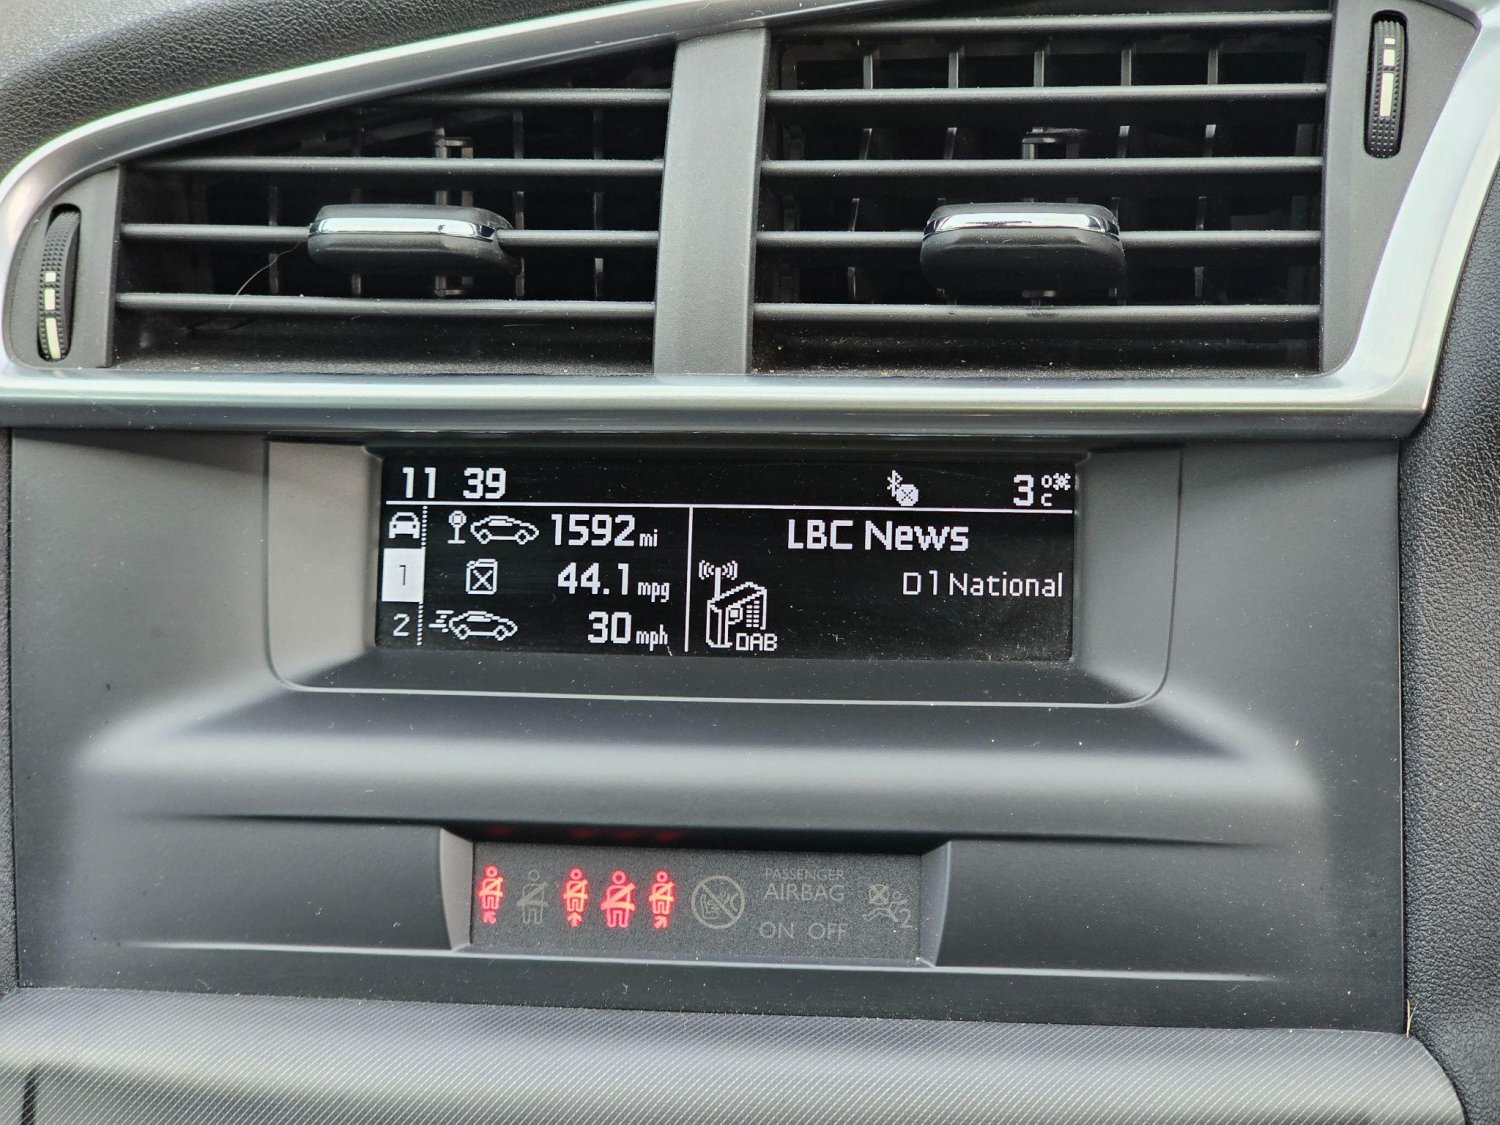 11 39
3 °C
1592 mi
1
44.1 mpg
2
30 mph
LBC News
D1 National
DAB
PASSENGER
AIRBAG
ON OFF
2